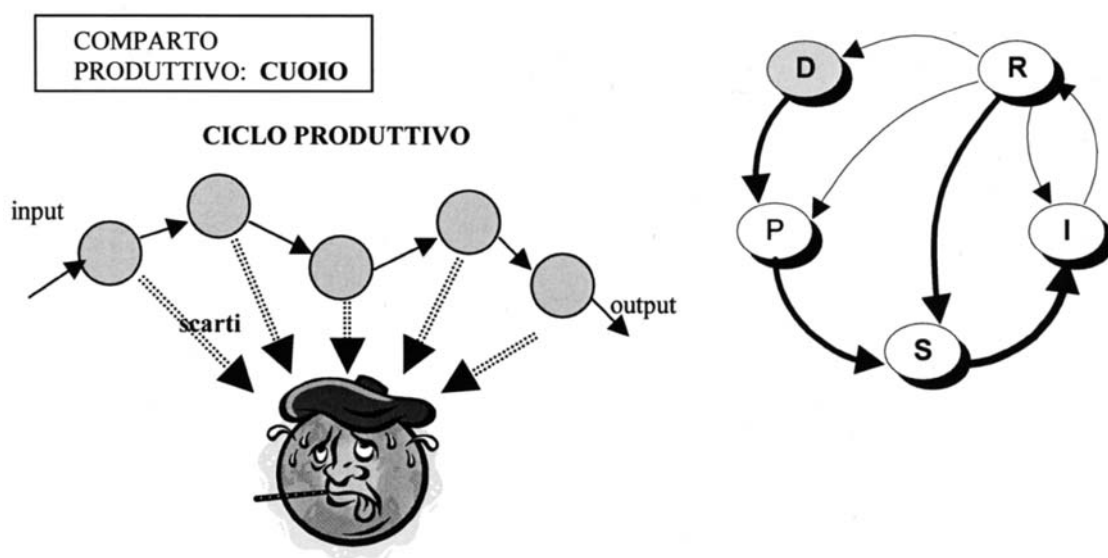 COMPARTO
PRODUTTIVO: CUOIO
CICLO PRODUTTIVO
input
scarti
output
D
R
P
I
S